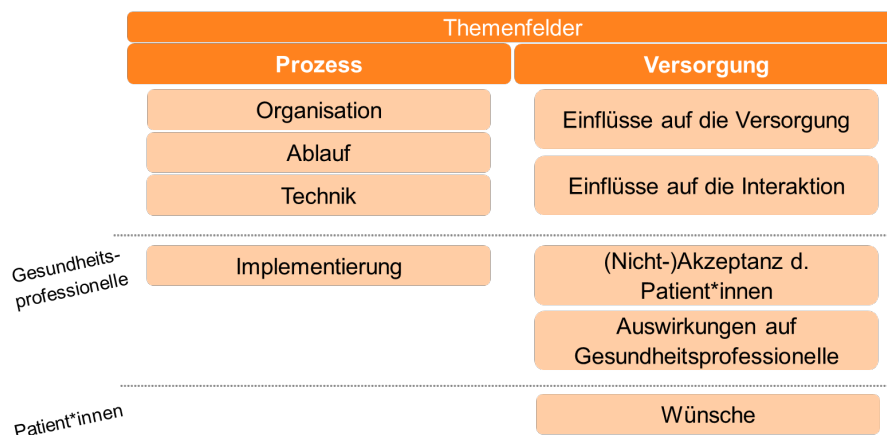 Themenfelder
Prozess
Versorgung
Organisation
Ablauf
Technik
Einflüsse auf die Versorgung
Einflüsse auf die Interaktion
Gesundheits-
professionelle
Implementierung
(Nicht-)Akzeptanz d.
Patient*innen
Auswirkungen auf
Gesundheitsprofessionelle
Patient*innen
Wünsche